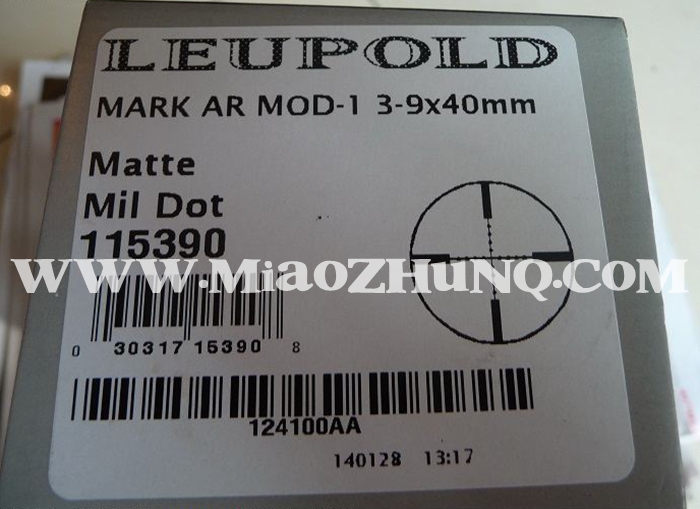 LEUPOLD
MARK AR MOD-1 3-9x40mm
Matte
Mil Dot
115390
WWW.MiaoZHUNQ.COM
0 30317 15390 8
124100AA
140128 13:17